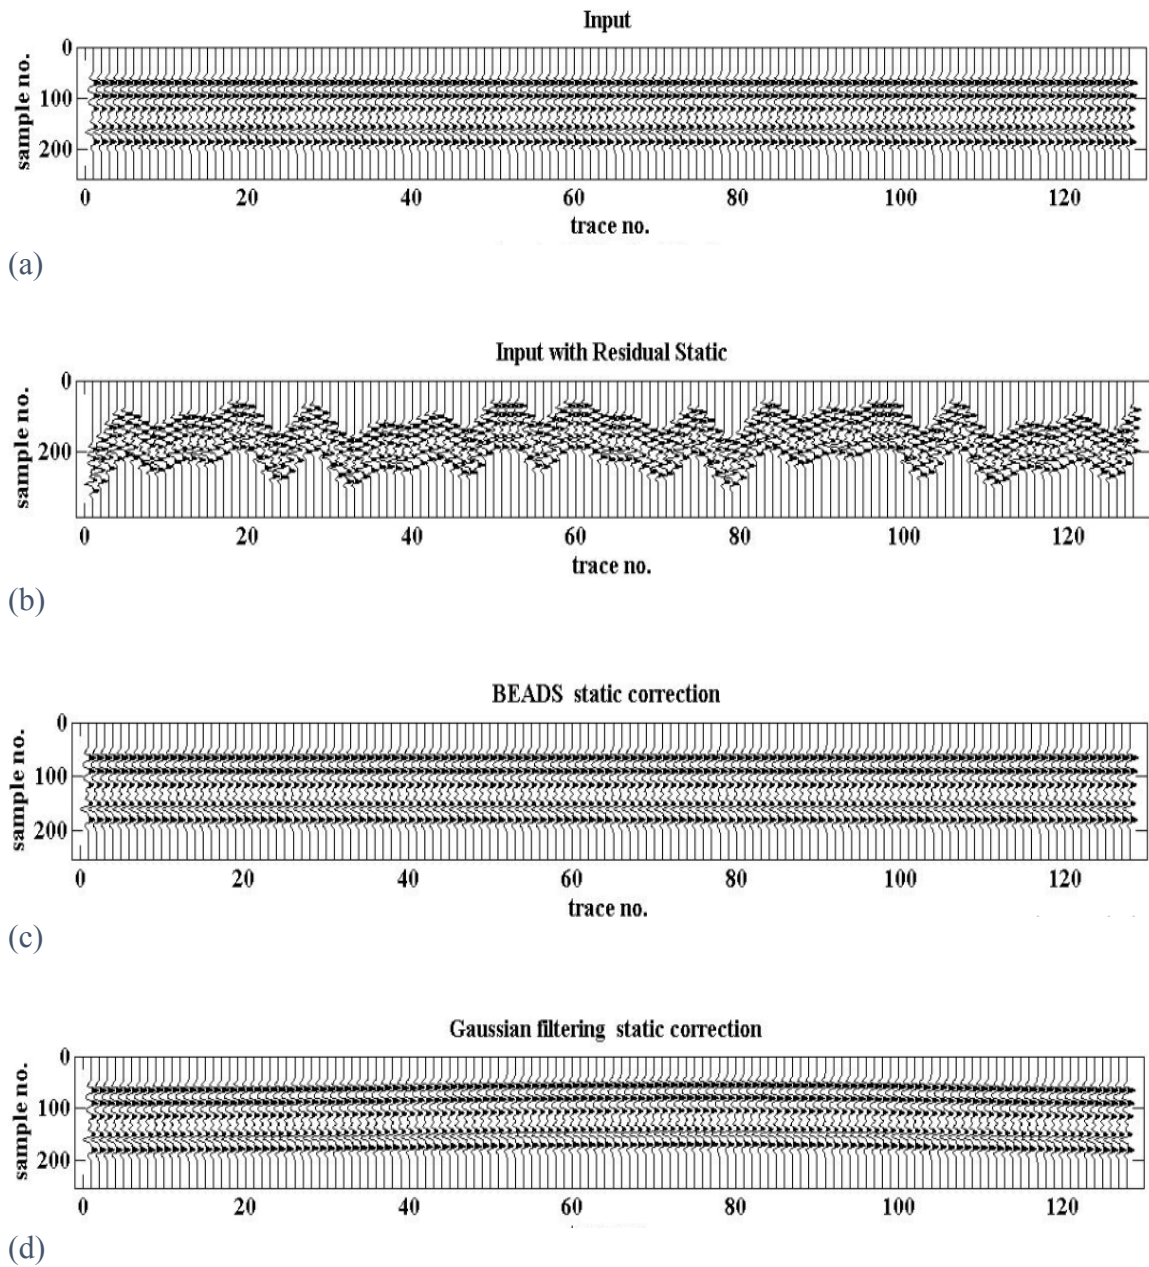 Input
0
100
200
sample no.
0 20 40 60 80 100 120
trace no.
(a)
Input with Residual Static
0
200
sample no.
0 20 40 60 80 100 120
trace no.
(b)
BEADS static correction
0
100
200
sample no.
0 20 40 60 80 100 120
trace no.
(c)
Gaussian filtering static correction
0
100
200
sample no.
0 20 40 60 80 100 120
(d)